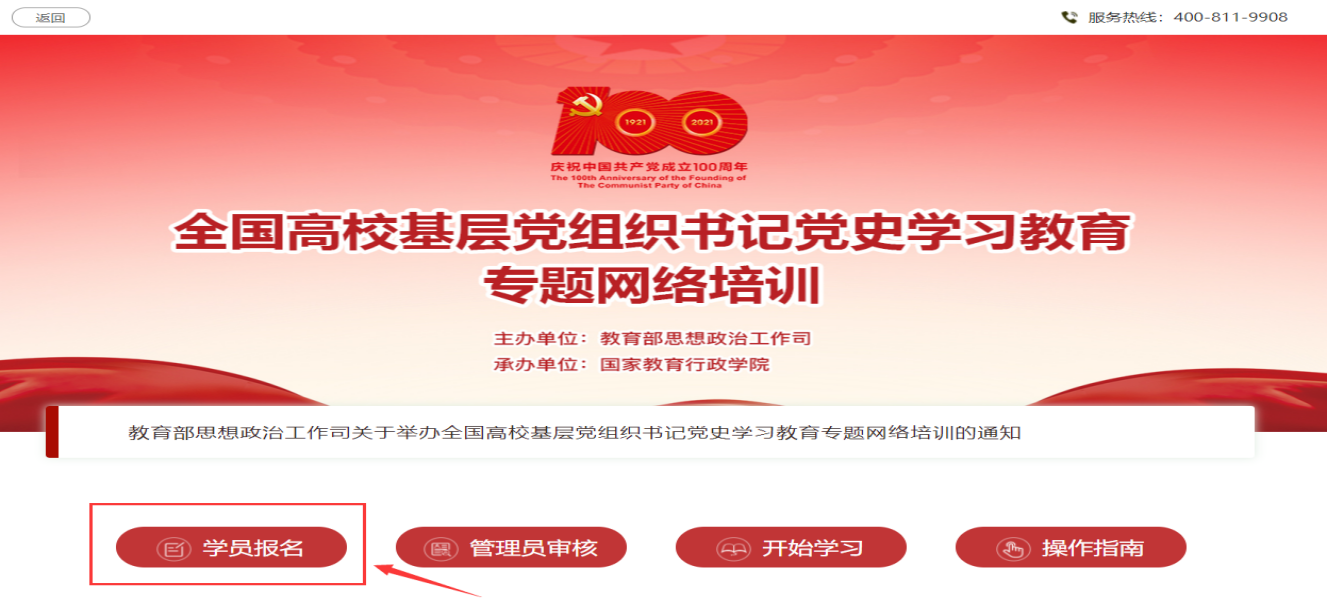 返回
服务热线：400-811-9908
1921
2021
庆祝中国共产党成立100周年
The 100th Anniversary of the Founding of
The Communist Party of China
全国高校基层党组织书记党史学习教育
专题网络培训
主办单位：教育部思想政治工作司
承办单位：国家教育行政学院
教育部思想政治工作司关于举办全国高校基层党组织书记党史学习教育专题网络培训的通知
学员报名
管理员审核
开始学习
操作指南